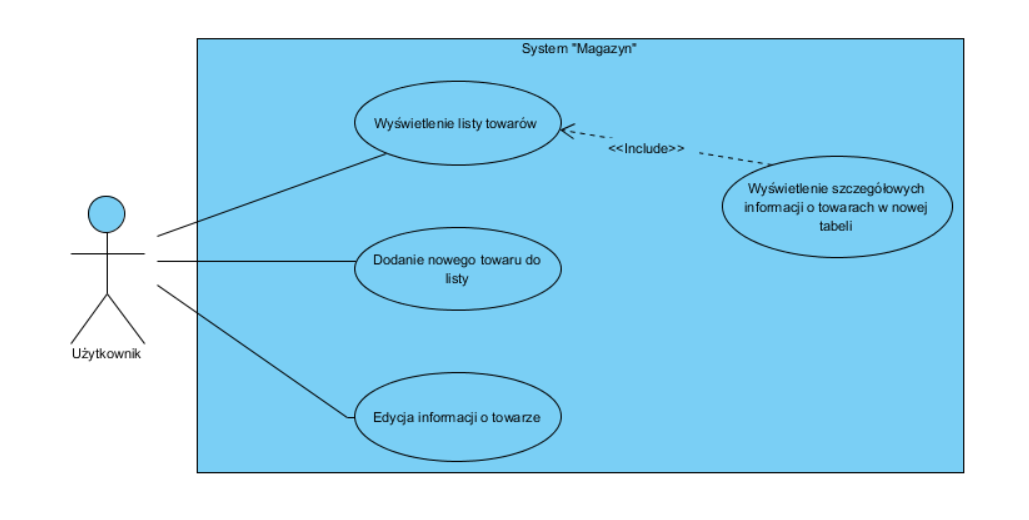 System "Magazyn"
Wyświetlenie listy towarów
<<Include>>
Wyświetlenie szczegółowych
informacji o towarach w nowej
tabeli
Dodanie nowego towaru do
listy
Użytkownik
Edycja informacji o towarze